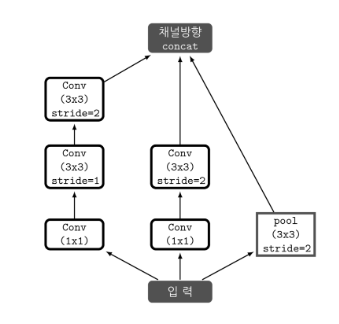 채널방향
concat
Conv
(3x3)
stride=2
Conv
(3x3)
stride=1
Conv
(3x3)
stride=2
Conv
(1x1)
Conv
(1x1)
pool
(3x3)
stride=2
입 력